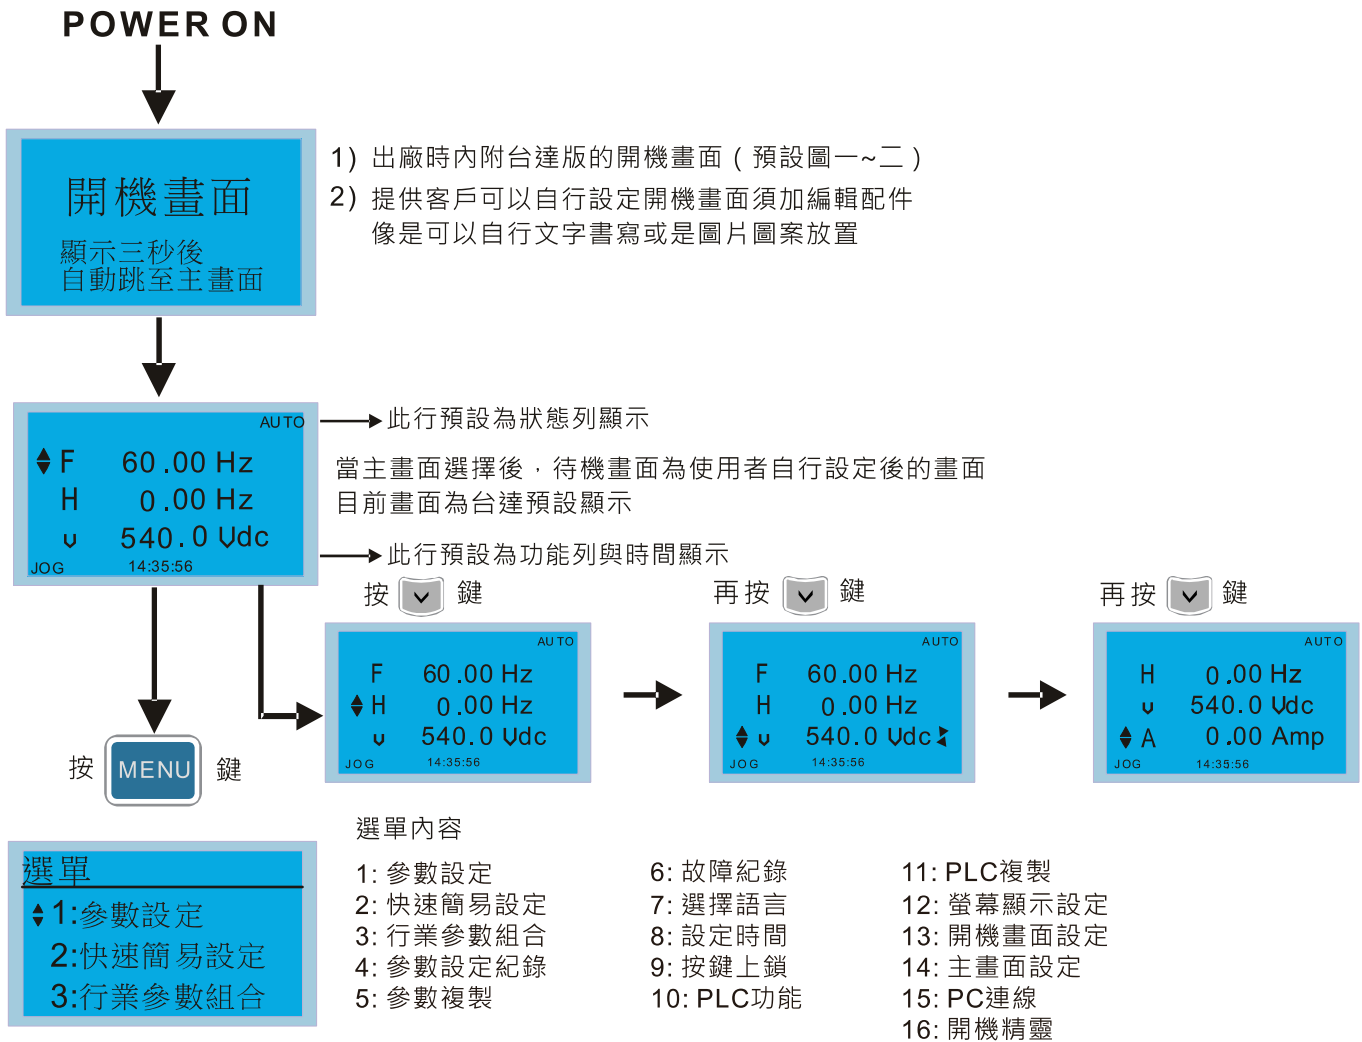 POWER ON
開機畫面
顯示三秒後
自動跳至主畫面
1) 出廠時內附台達版的開機畫面 ( 預設圖一~二 )
2) 提供客戶可以自行設定開機畫面須加編輯配件
像是可以自行文字書寫或是圖片圖案放置
AUTO
F 60.00 Hz
H 0.00 Hz
u 540.0 Vdc
JOG 14:35:56
此行預設為狀態列顯示
當主畫面選擇後，待機畫面為使用者自行設定後的畫面
目前畫面為台達預設顯示
此行預設為功能列與時間顯示
按 鍵
AUTO
F 60.00 Hz
H 0.00 Hz
u 540.0 Vdc
JOG 14:35:56
再按 鍵
AUTO
F 60.00 Hz
H 0.00 Hz
u 540.0 Vdc
JOG 14:35:56
再按 鍵
AUTO
H 0.00 Hz
u 540.0 Vdc
A 0.00 Amp
JOG 14:35:56
按 MENU 鍵
選單
1:參數設定
2:快速簡易設定
3:行業參數組合
選單內容
1: 參數設定
2: 快速簡易設定
3: 行業參數組合
4: 參數設定紀錄
5: 參數複製
6: 故障紀錄
7: 選擇語言
8: 設定時間
9: 按鍵上鎖
10: PLC功能
11: PLC複製
12: 螢幕顯示設定
13: 開機畫面設定
14: 主畫面設定
15: PC連線
16: 開機精靈